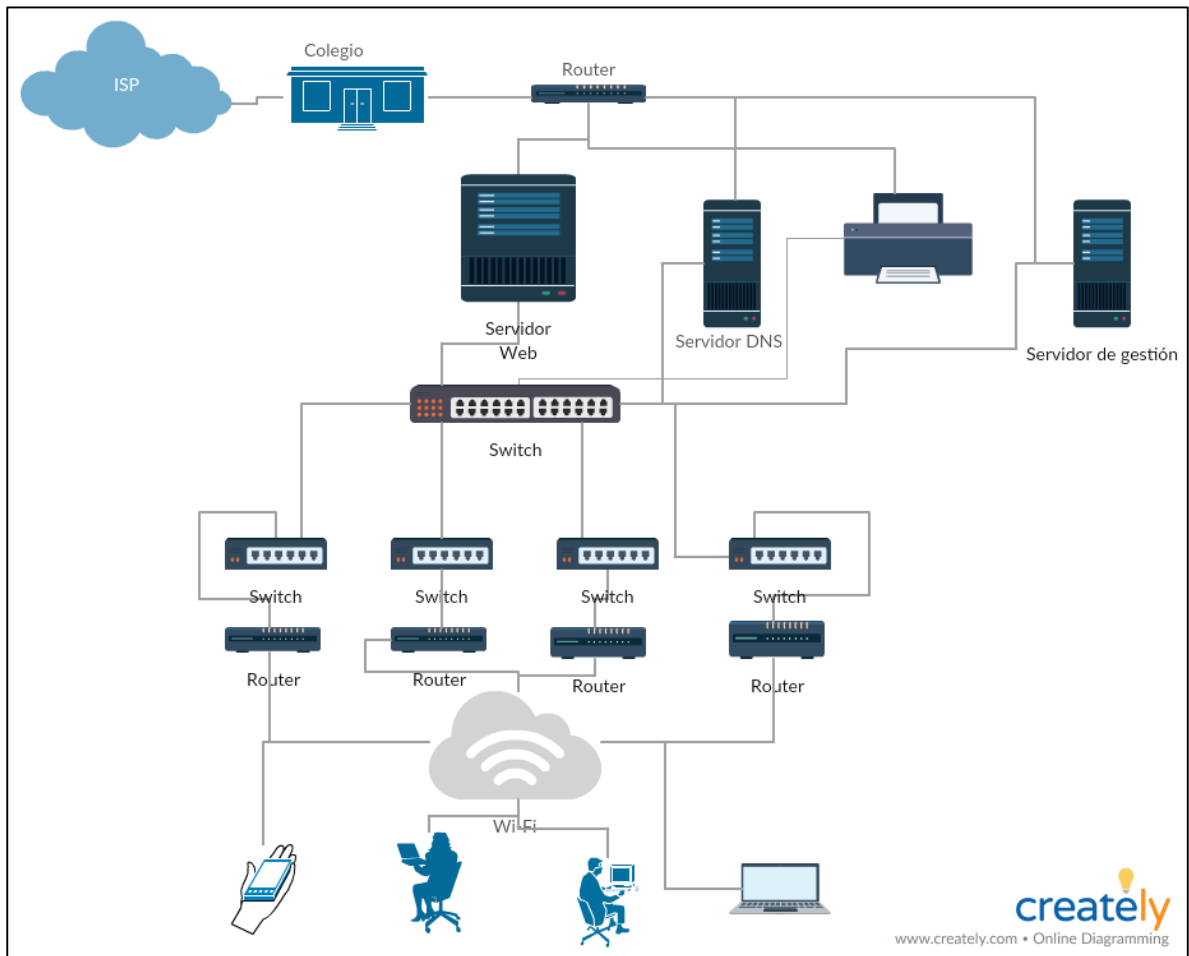 ISP
Colegio
Router
Servidor
Web
Servidor DNS
Servidor de gestión
Switch
Switch
Switch
Switch
Switch
Router
Router
Router
Router
Wi-Fi
creately
www.creately.com • Online Diagramming